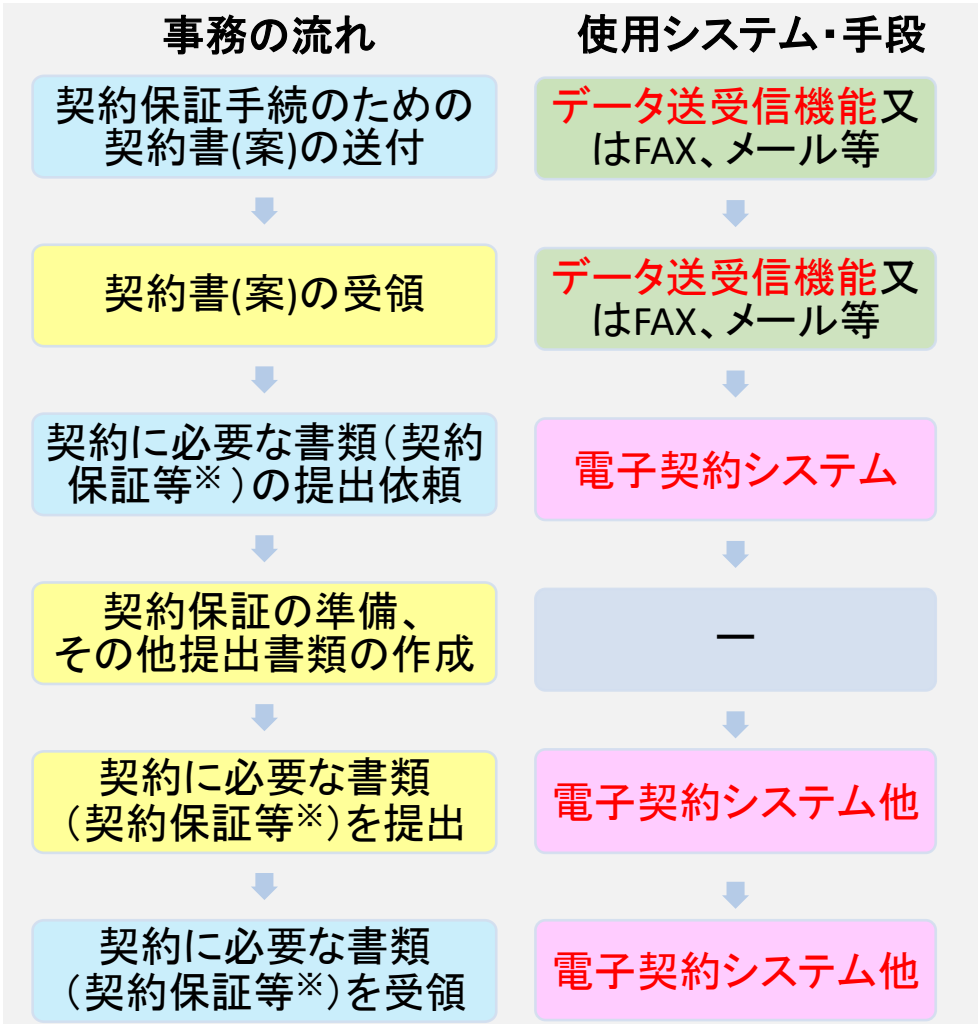 事務の流れ
使用システム・手段
契約保証手続のための
契約書(案)の送付
データ送受信機能又
はFAX、メール等
契約書(案)の受領
データ送受信機能又
はFAX、メール等
契約に必要な書類(契約
保証等※)の提出依頼
電子契約システム
契約保証の準備、
その他提出書類の作成
―
契約に必要な書類
(契約保証等※)を提出
電子契約システム他
契約に必要な書類
(契約保証等※)を受領
電子契約システム他